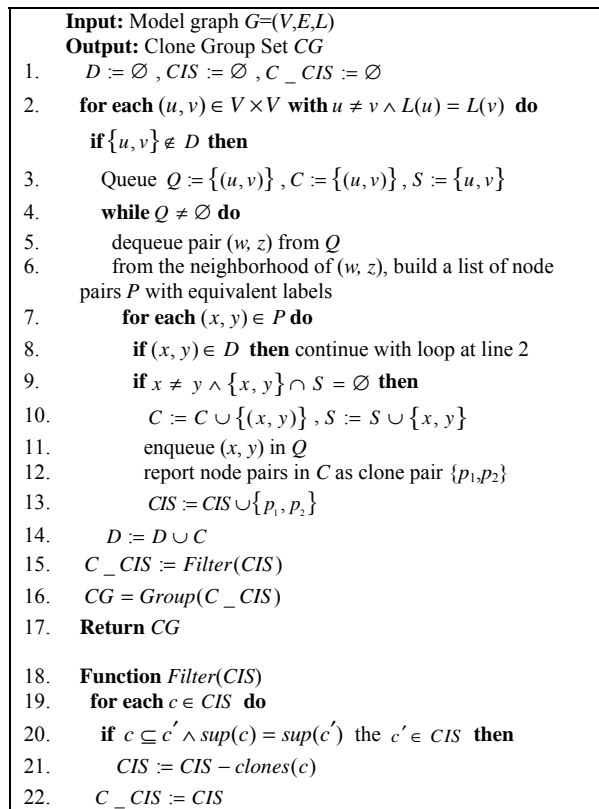 Input: Model graph G=(V,E,L)
Output: Clone Group Set CG
1. D := ∅ , CIS := ∅ , C _ CIS := ∅
2. for each (u, v) ∈ V × V with u ≠ v ∧ L(u) = L(v) do
if {u, v} ∉ D then
3. Queue Q := {(u, v)} , C := {(u, v)} , S := {u, v}
4. while Q ≠ ∅ do
5. dequeue pair (w, z) from Q
6. from the neighborhood of (w, z), build a list of node
pairs P with equivalent labels
7. for each (x, y) ∈ P do
8. if (x, y) ∈ D then continue with loop at line 2
9. if x ≠ y ∧ {x, y} ∩ S = ∅ then
10. C := C ∪ {(x, y)} , S := S ∪ {x, y}
11. enqueue (x, y) in Q
12. report node pairs in C as clone pair {p₁,p₂}
13. CIS := CIS ∪ {p₁, p₂}
14. D := D ∪ C
15. C _ CIS := Filter(CIS)
16. CG = Group(C _ CIS)
17. Return CG
18. Function Filter(CIS)
19. for each c ∈ CIS do
20. if c ⊆ c′ ∧ sup(c) = sup(c′) the c′ ∈ CIS then
21. CIS := CIS − clones(c)
22. C _ CIS := CIS